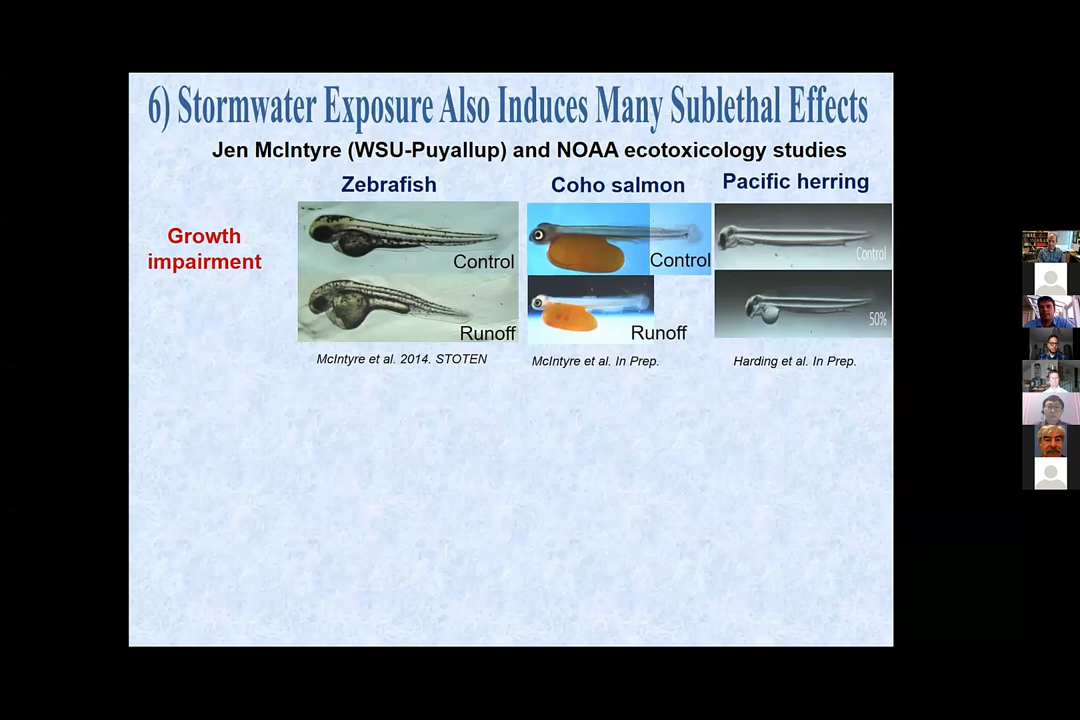 6) Stormwater Exposure Also Induces Many Sublethal Effects
Jen McIntyre (WSU-Puyallup) and NOAA ecotoxicology studies
Zebrafish
Coho salmon
Pacific herring
Growth
impairment
Control
Control
Control
Runoff
Runoff
50%
McIntyre et al. 2014. STOTEN
McIntyre et al. In Prep.
Harding et al. In Prep.